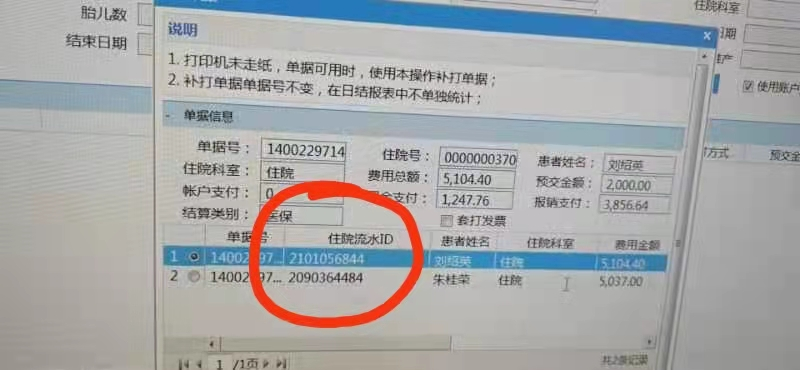 胎儿数
结束日期
住院科室
日期
说明
1. 打印机未走纸，单据可用时，使用本操作补打单据；
2. 补打单据单据号不变，在日结报表中不单独统计；
使用账户
- 单据信息
单据号： 1400229714 住院号： 0000000370 患者姓名： 刘绍英
住院科室： 住院 费用总额： 5,104.40 预交金额： 2,000.00
帐户支付： 0 金支付： 1,247.76 报销支付： 3,856.64
结算类别： 医保 套打发票
方式 预交金额
单据号 住院流水ID 患者姓名 住院科室 费用金额
1 14002297... 2101056844 刘绍英 住院 5,104.40
2 14002297... 2090364484 朱桂荣 住院 5,037.00
1 /1页 共2条记录